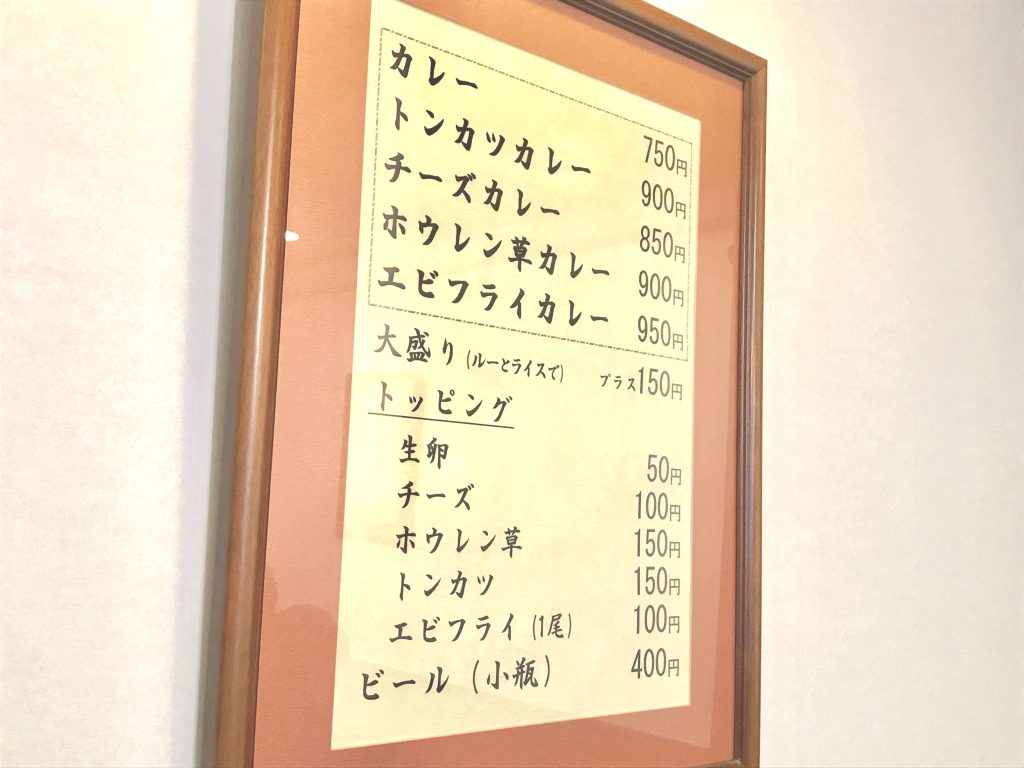 カレー 750円
トンカツカレー 900円
チーズカレー 850円
ホウレン草カレー 900円
エビフライカレー 950円
大盛り(ルーとライスで) プラス150円
トッピング
生卵 50円
チーズ 100円
ホウレン草 150円
トンカツ 150円
エビフライ(1尾) 100円
ビール(小瓶) 400円